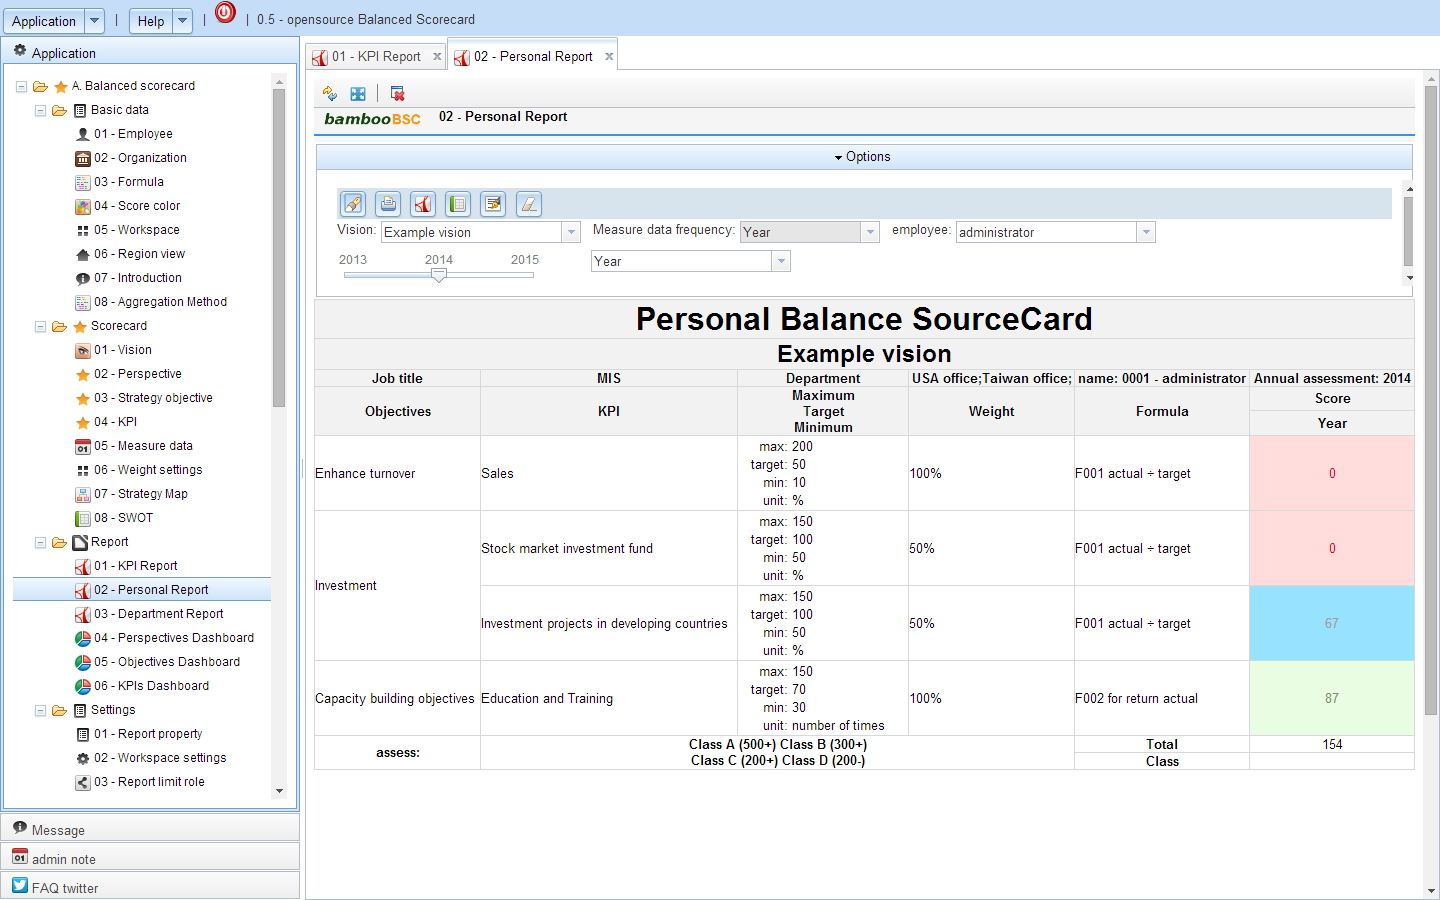 Application | Help | 0.5 - opensource Balanced Scorecard
Application
A. Balanced scorecard
Basic data
01 - Employee
02 - Organization
03 - Formula
04 - Score color
05 - Workspace
06 - Region view
07 - Introduction
08 - Aggregation Method
Scorecard
01 - Vision
02 - Perspective
03 - Strategy objective
04 - KPI
05 - Measure data
06 - Weight settings
07 - Strategy Map
08 - SWOT
Report
01 - KPI Report
02 - Personal Report
03 - Department Report
04 - Perspectives Dashboard
05 - Objectives Dashboard
06 - KPIs Dashboard
Settings
01 - Report property
02 - Workspace settings
03 - Report limit role
Message
admin note
FAQ twitter
01 - KPI Report x 02 - Personal Report x
bambooBSC 02 - Personal Report
Options
Vision: Example vision Measure data frequency: Year employee: administrator
2013 2014 2015 Year
Personal Balance SourceCard
Example vision
Job title MIS Department USA office;Taiwan office; name: 0001 - administrator Annual assessment: 2014
Objectives KPI Maximum Target Minimum Weight Formula Score
Year
Enhance turnover Sales max: 200 target: 50 min: 10 unit: % 100% F001 actual ÷ target 0
Investment Stock market investment fund max: 150 target: 100 min: 50 unit: % 50% F001 actual ÷ target 0
Investment projects in developing countries max: 150 target: 100 min: 50 unit: % 50% F001 actual ÷ target 67
Capacity building objectives Education and Training max: 150 target: 70 min: 30 unit: number of times 100% F002 for return actual 87
assess: Class A (500+) Class B (300+) Total 154
Class C (200+) Class D (200-) Class